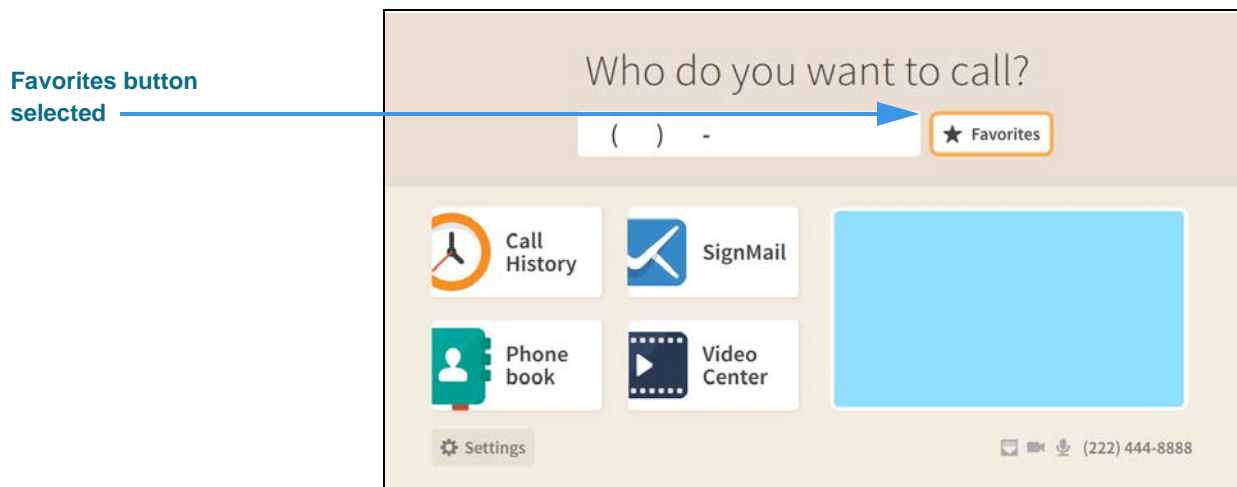 Favorites button
selected
Who do you want to call?
( ) -
Favorites
Call
History
SignMail
Phone
book
Video
Center
Settings
(222) 444-8888